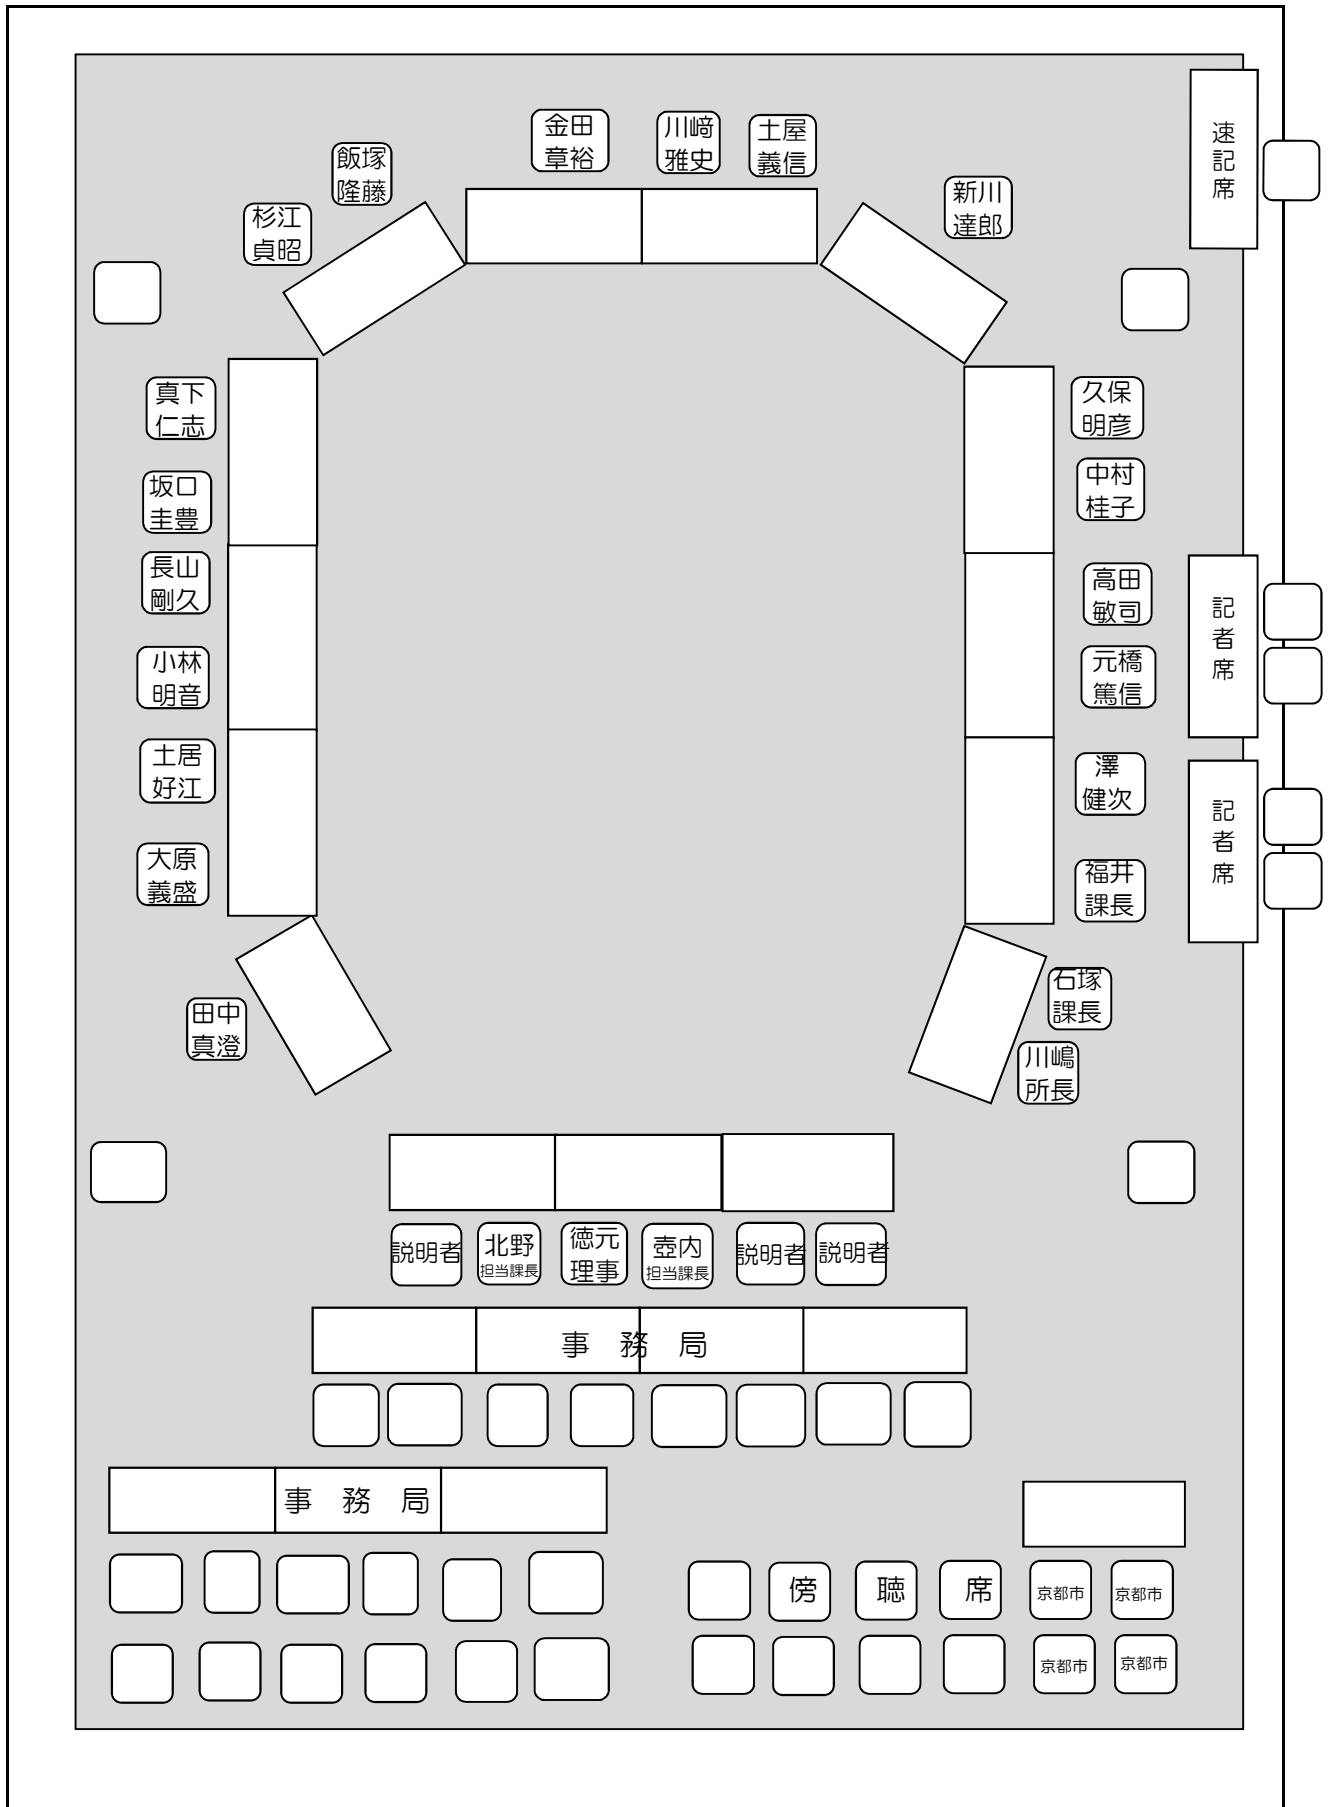 金田
章裕
川﨑
雅史
土屋
義信
飯塚
隆藤
杉江
貞昭
新川
達郎
速記席
真下
仁志
坂口
圭豊
長山
剛久
小林
明音
土居
好江
大原
義盛
田中
真澄
久保
明彦
中村
桂子
高田
敏司
元橋
篤信
澤
健次
福井
課長
石塚
課長
川嶋
所長
記者席
記者席
説明者
北野
担当課長
徳元
理事
壺内
担当課長
説明者
説明者
事　務　局
事　務　局
傍　聴　席
京都市
京都市
京都市
京都市